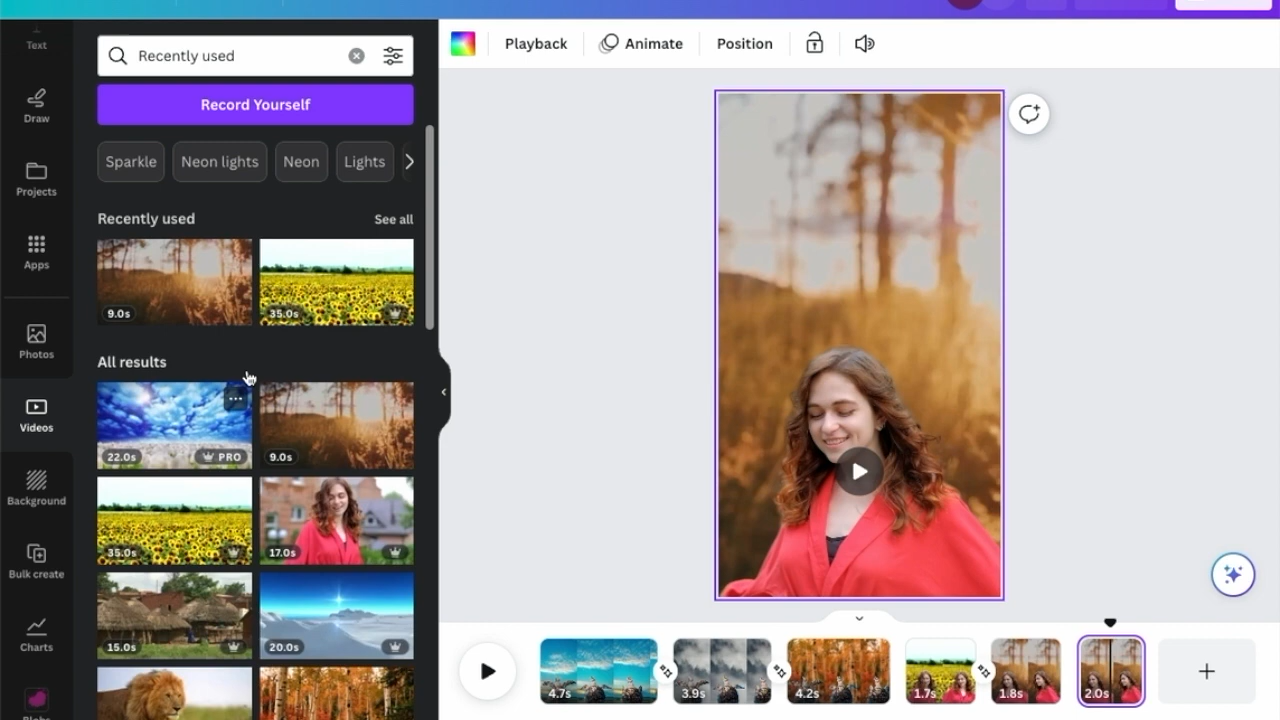 Text
Draw
Projects
Apps
Photos
Videos
Background
Bulk create
Charts
Blobs
Recently used
Record Yourself
Sparkle
Neon lights
Neon
Lights
Recently used
See all
9.0s
35.0s
All results
22.0s
PRO
9.0s
35.0s
17.0s
15.0s
20.0s
Playback
Animate
Position
4.7s
3.9s
4.2s
1.7s
1.8s
2.0s